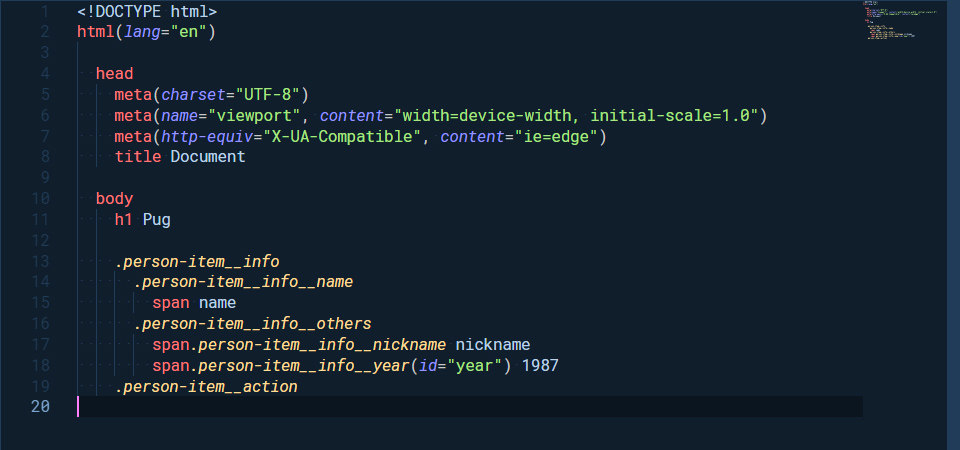 1 <!DOCTYPE html>
2 html(lang="en")
3
4 head
5 meta(charset="UTF-8")
6 meta(name="viewport", content="width=device-width, initial-scale=1.0")
7 meta(http-equiv="X-UA-Compatible", content="ie=edge")
8 title Document
9
10 body
11 h1 Pug
12
13 .person-item__info
14 .person-item__info__name
15 span name
16 .person-item__info__others
17 span.person-item__info__nickname nickname
18 span.person-item__info__year(id="year") 1987
19 .person-item__action
20